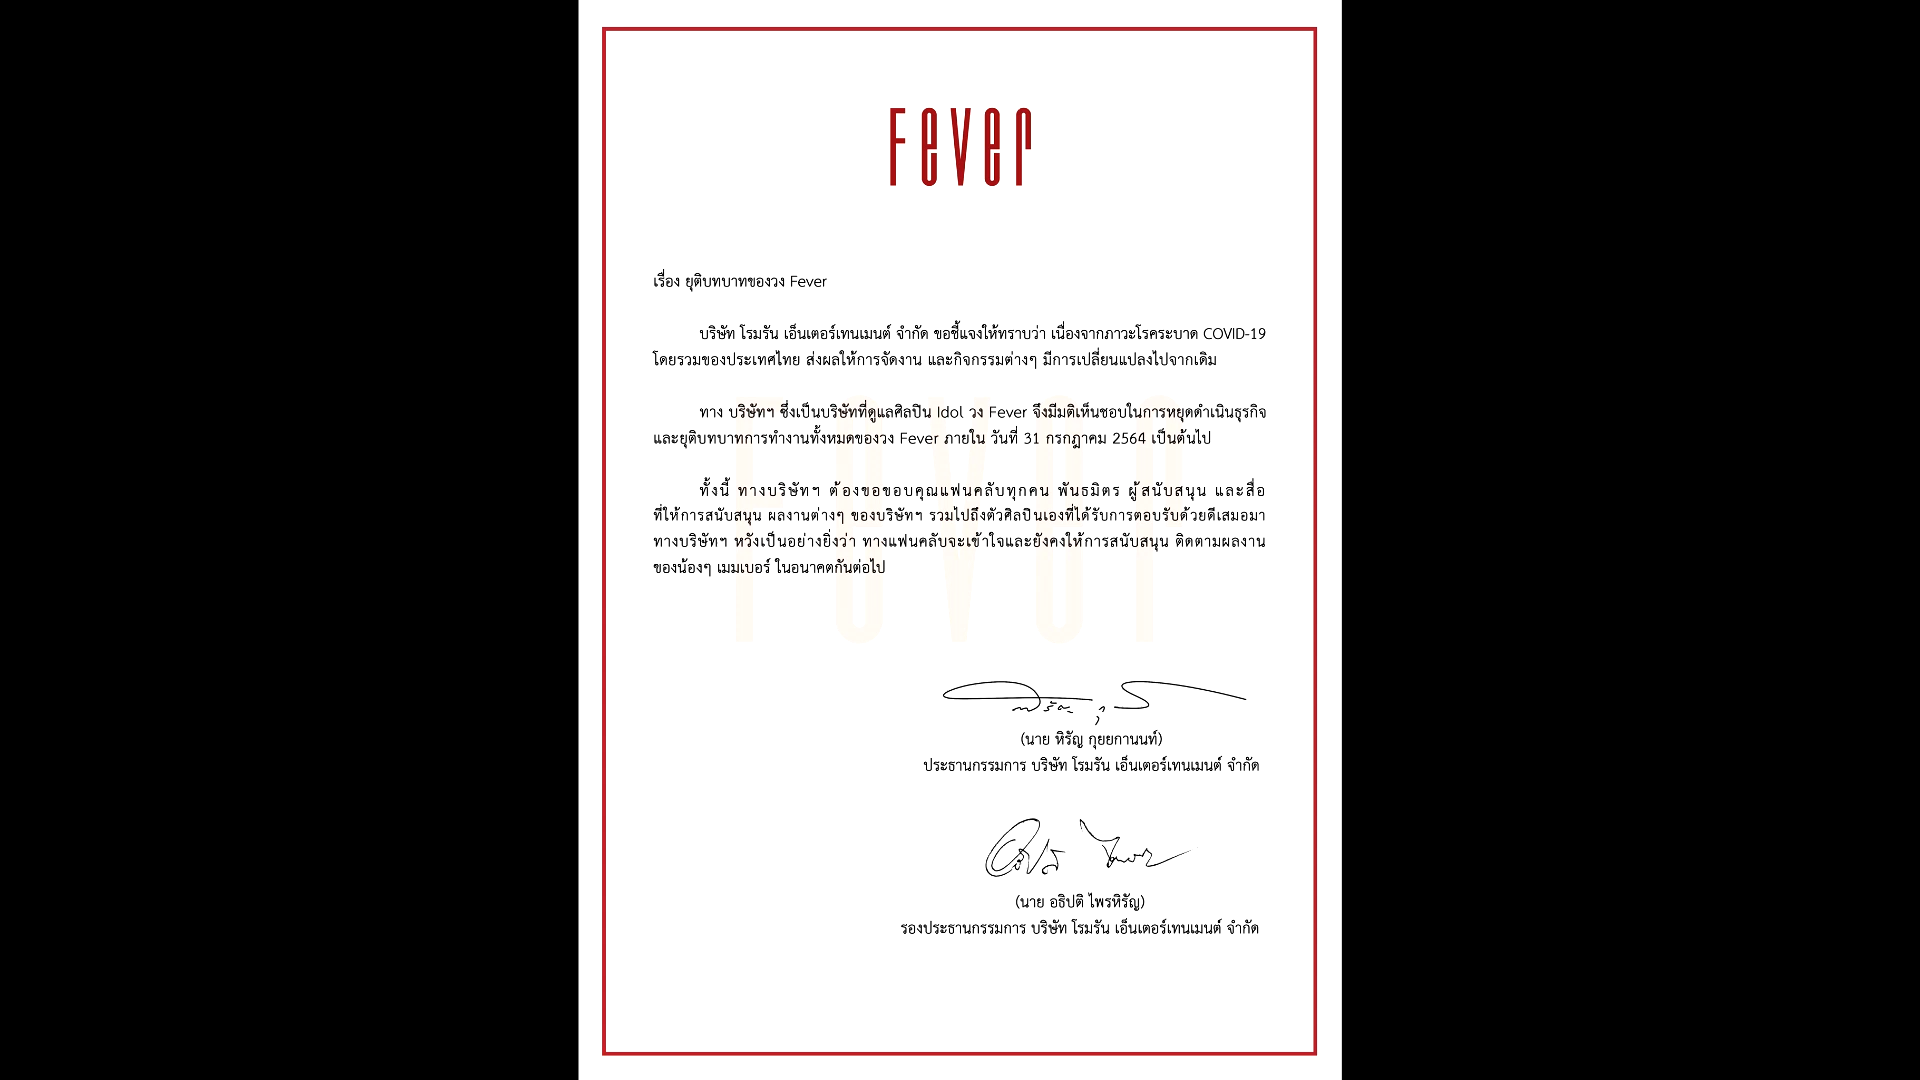 Fever
เรื่อง ยุติบทบาทของวง Fever
บริษัท โรมรัน เอ็นเตอร์เทนเมนต์ จำกัด ขอชี้แจงให้ทราบว่า เนื่องจากภาวะโรคระบาด COVID-19
โดยรวมของประเทศไทย ส่งผลให้การจัดงาน และกิจกรรมต่างๆ มีการเปลี่ยนแปลงไปจากเดิม
ทาง บริษัทฯ ซึ่งเป็นบริษัทที่ดูแลศิลปิน Idol วง Fever จึงมีมติเห็นชอบในการหยุดดำเนินธุรกิจ
และยุติบทบาทการทำงานทั้งหมดของวง Fever ภายใน วันที่ 31 กรกฎาคม 2564 เป็นต้นไป
ทั้งนี้ ทางบริษัทฯ ต้องขอขอบคุณแฟนคลับทุกคน พันธมิตร ผู้สนับสนุน และสื่อ
ที่ให้การสนับสนุน ผลงานต่างๆ ของบริษัทฯ รวมไปถึงตัวศิลปินเองที่ได้รับการตอบรับด้วยดีเสมอมา
ทางบริษัทฯ หวังเป็นอย่างยิ่งว่า ทางแฟนคลับจะเข้าใจและยังคงให้การสนับสนุน ติดตามผลงาน
ของน้องๆ เมมเบอร์ ในอนาคตกันต่อไป
(นาย หิรัญ กุยยกานนท์)
ประธานกรรมการ บริษัท โรมรัน เอ็นเตอร์เทนเมนต์ จำกัด
(นาย อธิปติ ไพรหิรัญ)
รองประธานกรรมการ บริษัท โรมรัน เอ็นเตอร์เทนเมนต์ จำกัด